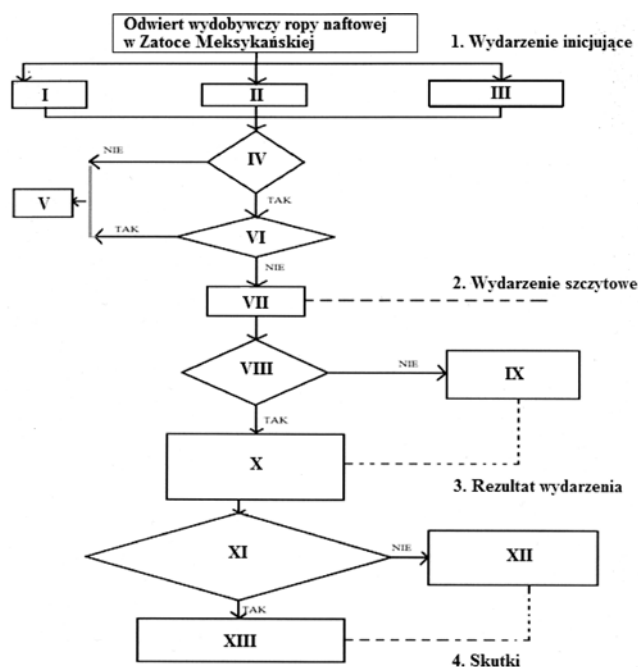 Odwiert wydobywczy ropy naftowej
w Zatoce Meksykańskiej
1. Wydarzenie inicjujące
I
II
III
IV
NIE
V
TAK
VI
TAK
NIE
VII
2. Wydarzenie szczytowe
VIII
NIE
IX
TAK
X
3. Rezultat wydarzenia
XI
NIE
XII
TAK
XIII
4. Skutki